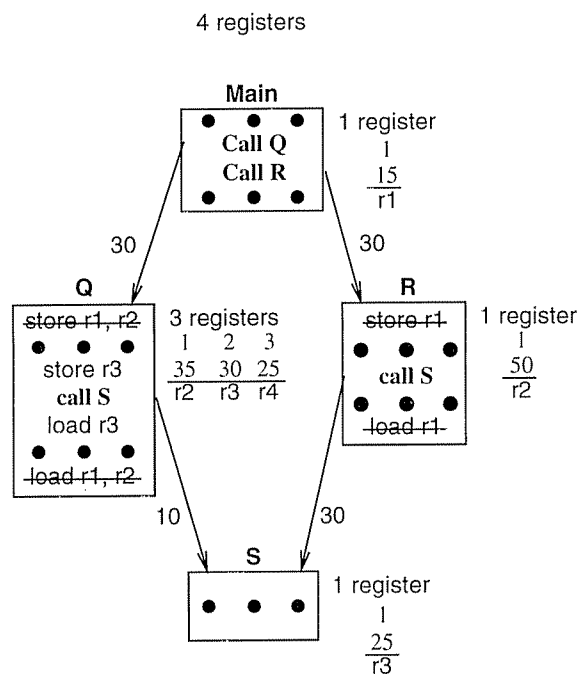 4 registers
Main
Call Q
Call R
1 register
1
15
r1
30
30
Q
store r1, r2
store r3
call S
load r3
load r1, r2
3 registers
1 2 3
35 30 25
r2 r3 r4
R
store r1
call S
load r1
1 register
1
50
r2
10
30
S
1 register
1
25
r3